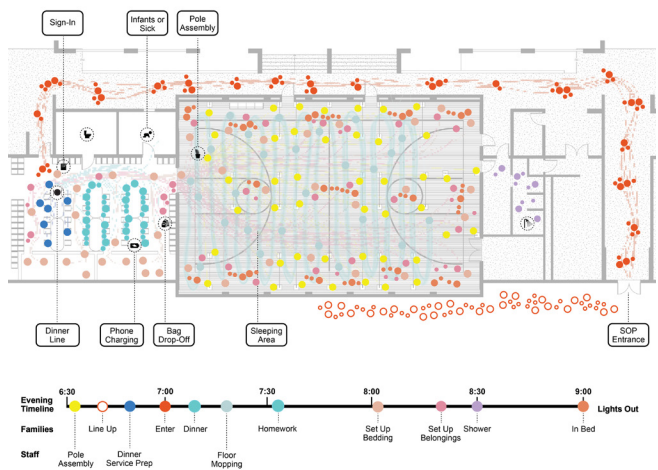 Sign-In
Infants or
Sick
Pole
Assembly
Dinner
Line
Phone
Charging
Bag
Drop-Off
Sleeping
Area
SOP
Entrance
Evening
Timeline
6:30
7:00
7:30
8:00
8:30
9:00
Lights Out
Families
Line Up
Enter
Dinner
Homework
Set Up
Bedding
Set Up
Belongings
Shower
In Bed
Staff
Pole
Assembly
Dinner
Service Prep
Floor
Mopping